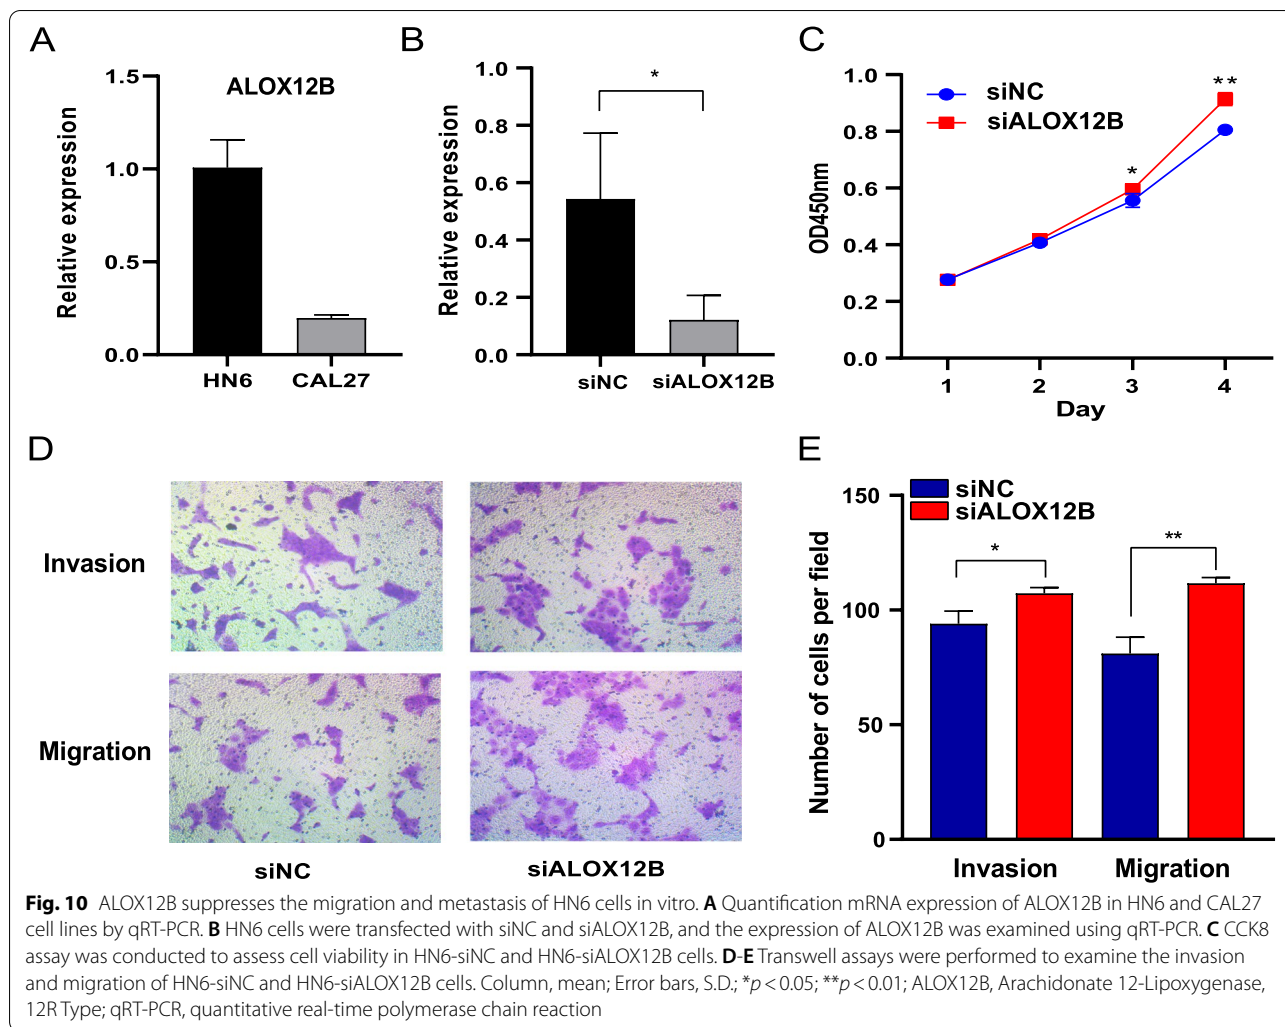 A
ALOX12B
Relative expression
1.5
1.0
0.5
0.0
HN6 CAL27
B
Relative expression
1.0
0.8
0.6
0.4
0.2
0.0
*
siNC siALOX12B
C
OD450nm
1.0
0.8
0.6
0.4
0.2
0.0
siNC
siALOX12B
*
**
1 2 3 4
Day
D
Invasion
Migration
siNC siALOX12B
E
Number of cells per field
150
100
50
0
siNC
siALOX12B
*
**
Invasion Migration
Fig. 10 ALOX12B suppresses the migration and metastasis of HN6 cells in vitro. A Quantification mRNA expression of ALOX12B in HN6 and CAL27
cell lines by qRT-PCR. B HN6 cells were transfected with siNC and siALOX12B, and the expression of ALOX12B was examined using qRT-PCR. C CCK8
assay was conducted to assess cell viability in HN6-siNC and HN6-siALOX12B cells. D-E Transwell assays were performed to examine the invasion
and migration of HN6-siNC and HN6-siALOX12B cells. Column, mean; Error bars, S.D.; *p < 0.05; **p < 0.01; ALOX12B, Arachidonate 12-Lipoxygenase,
12R Type; qRT-PCR, quantitative real-time polymerase chain reaction